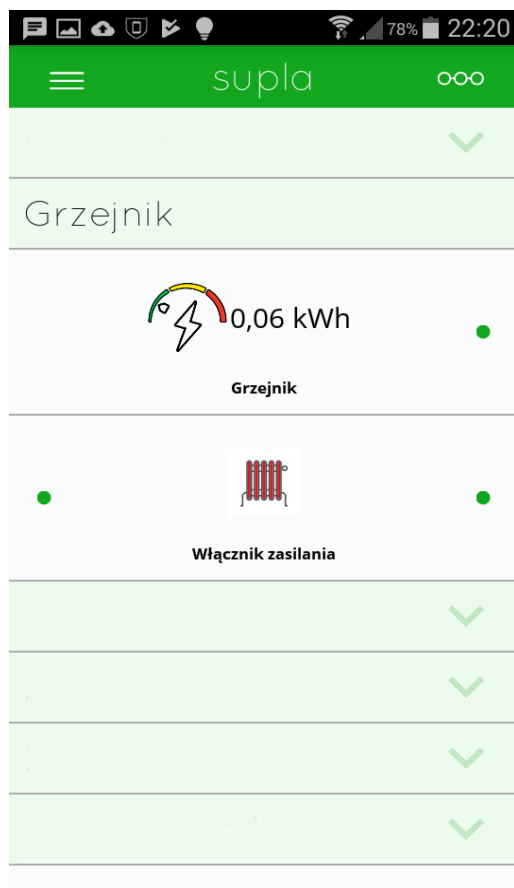 78% 22:20
supla
Grzejnik
0,06 kWh
Grzejnik
Włącznik zasilania